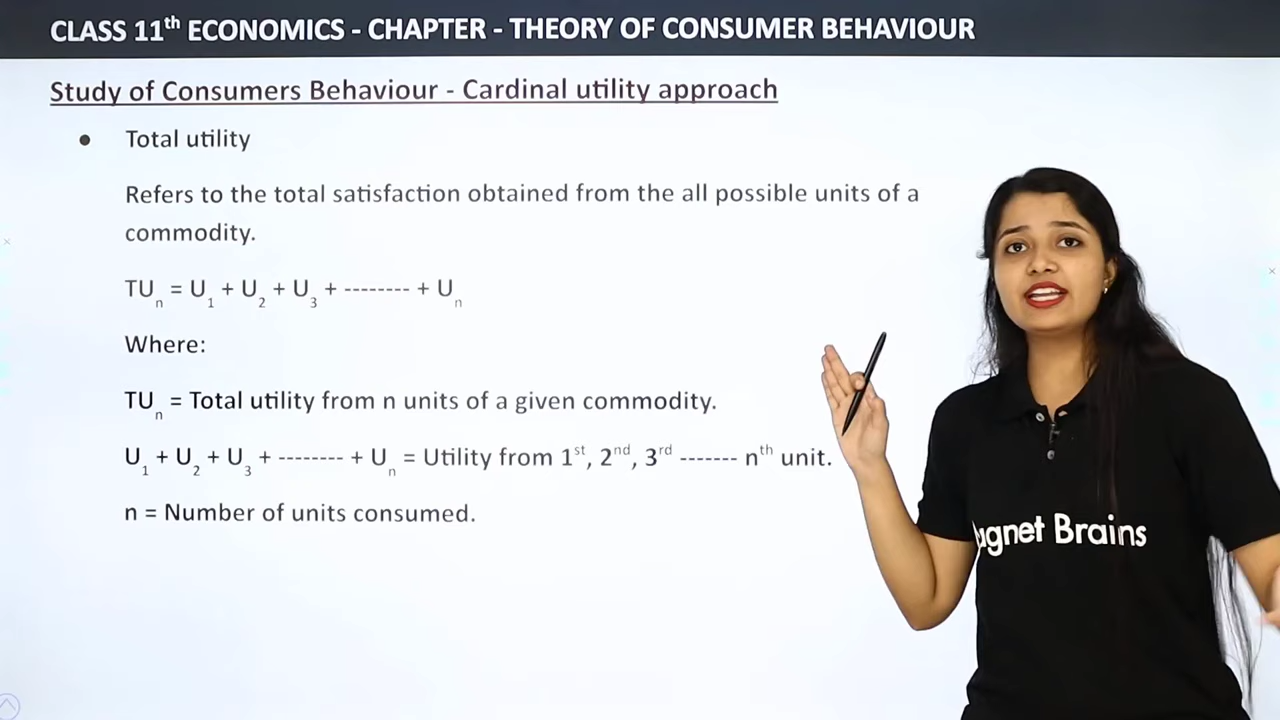 CLASS 11th ECONOMICS - CHAPTER - THEORY OF CONSUMER BEHAVIOUR
Study of Consumers Behaviour - Cardinal utility approach
● Total utility
Refers to the total satisfaction obtained from the all possible units of a
commodity.
TUn = U1 + U2 + U3 + -------- + Un
Where:
TUn = Total utility from n units of a given commodity.
U1 + U2 + U3 + -------- + Un = Utility from 1st, 2nd, 3rd ------- nth unit.
n = Number of units consumed.
agnet Brains